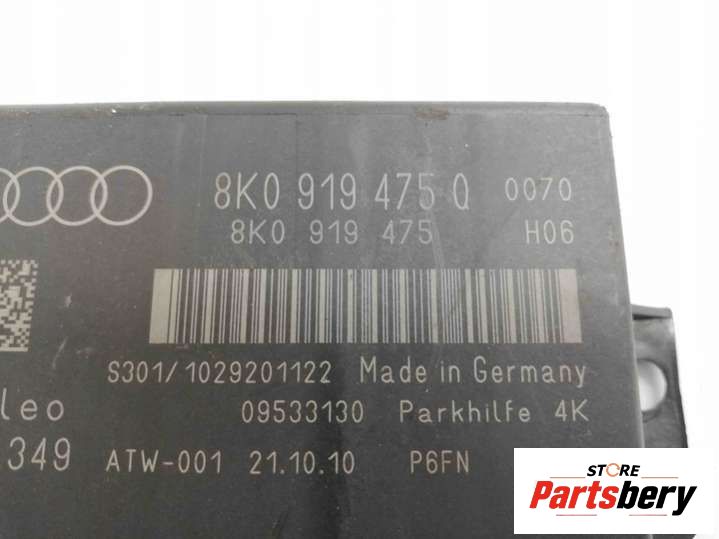 8K0 919 475 Q 0070
8K0 919 475 H06
S301/1029201122 Made in Germany
leo 09533130 Parkhilfe 4K
349 ATW-001 21.10.10 P6FN
STORE
Partsbery